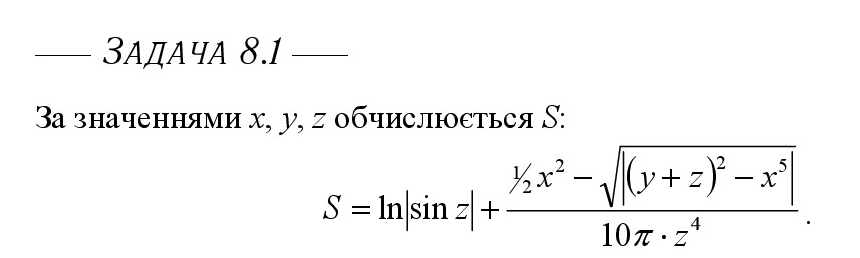 ЗАДАЧА 8.1
За значеннями x, y, z обчислюється S:
S = ln|sin z| + (½x² − √|(y + z)² − x⁵|) / (10π · z⁴) .